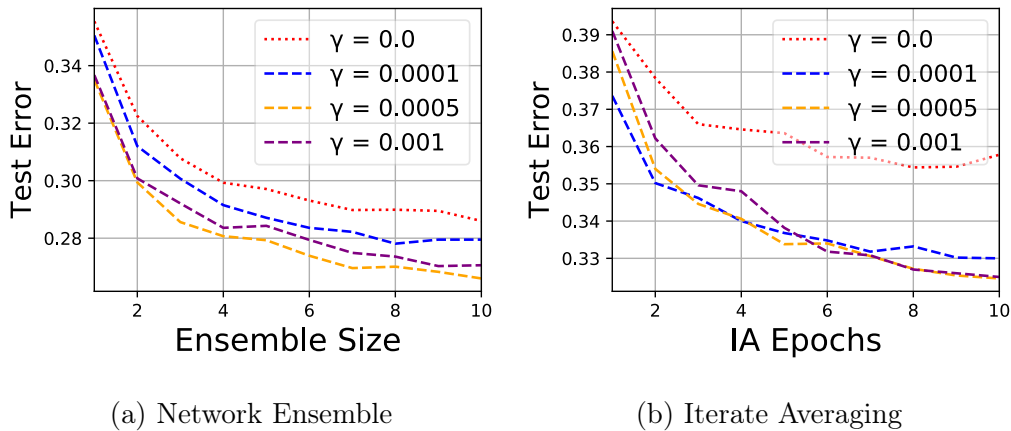 γ = 0.0
γ = 0.0001
γ = 0.0005
γ = 0.001
0.34
0.32
0.30
0.28
Test Error
2 4 6 8 10
Ensemble Size
(a) Network Ensemble
γ = 0.0
γ = 0.0001
γ = 0.0005
γ = 0.001
0.39
0.38
0.37
0.36
0.35
0.34
0.33
Test Error
2 4 6 8 10
IA Epochs
(b) Iterate Averaging